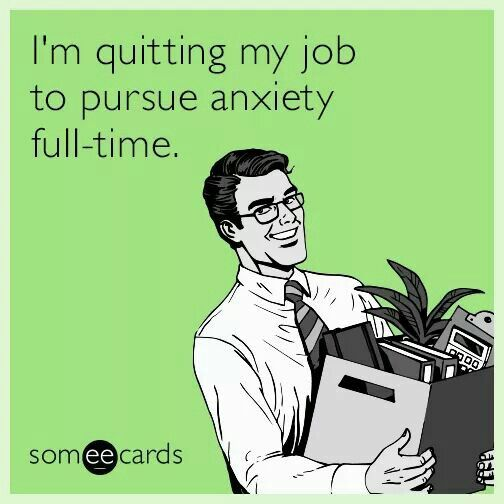 I'm quitting my job
to pursue anxiety
full-time.
someecards